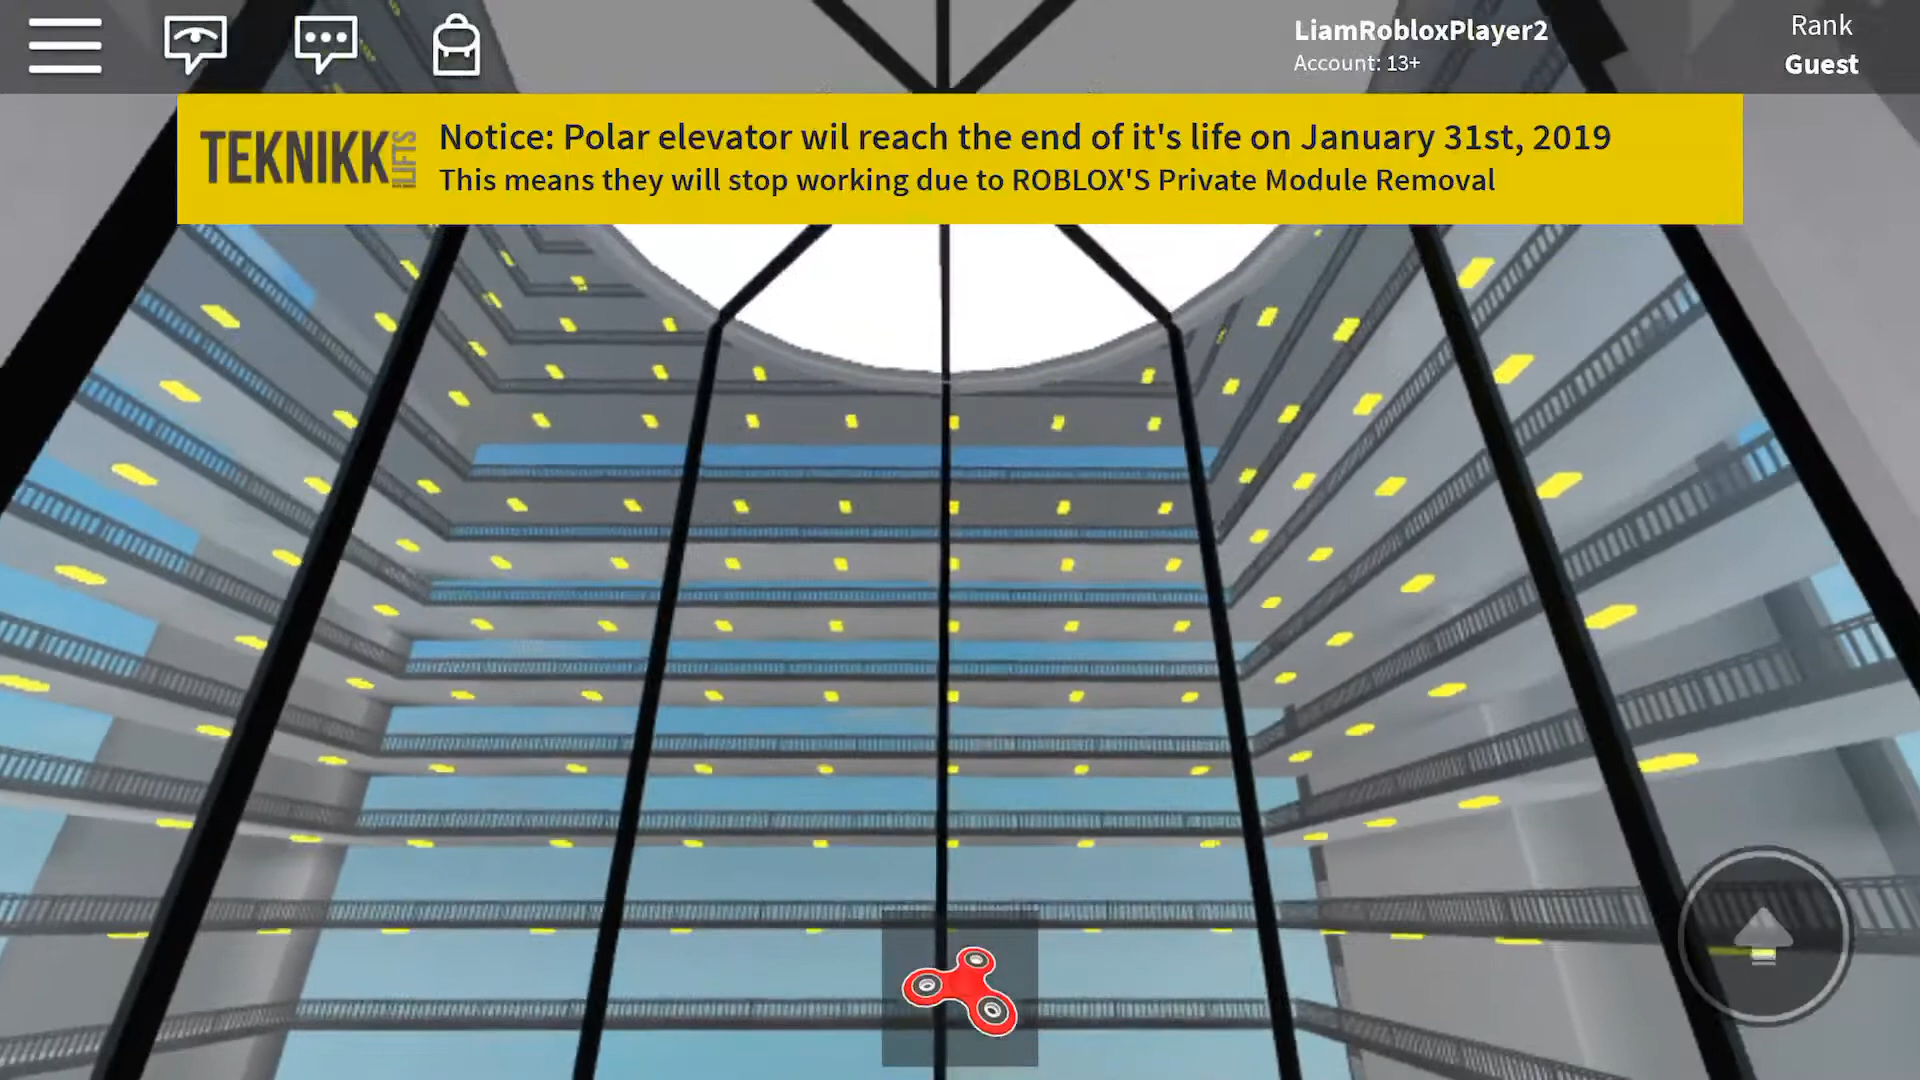 LiamRobloxPlayer2
Account: 13+
Rank
Guest
TEKNIKK LIFTS
Notice: Polar elevator wil reach the end of it's life on January 31st, 2019
This means they will stop working due to ROBLOX'S Private Module Removal